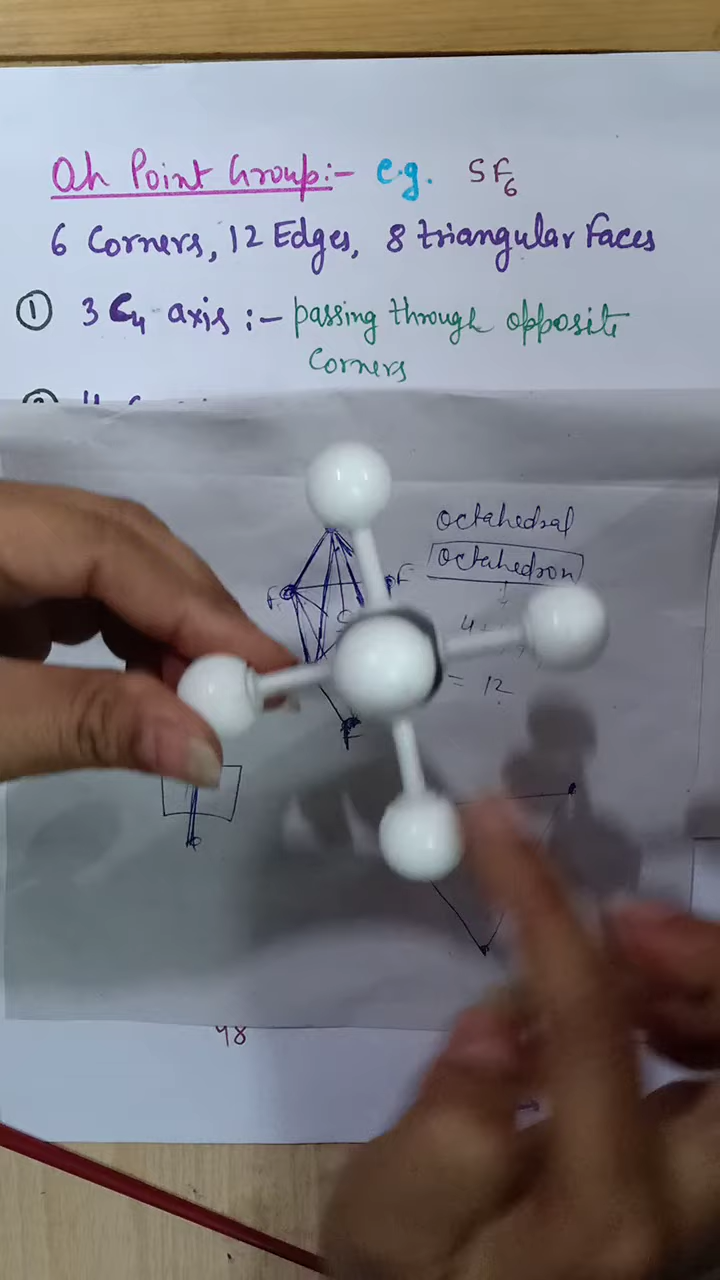 Oh Point Group:- e.g. SF6
6 Corners, 12 Edges, 8 triangular Faces
① 3 C4 axis :- passing through opposite
Corners
octahedral
octahedron
F F
4
= 12
F
48